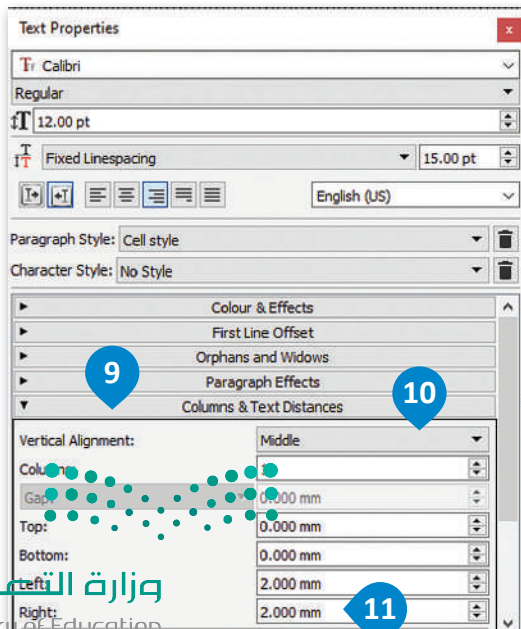 Text Properties x
Calibri
Regular
12.00 pt
Fixed Linespacing 15.00 pt
English (US)
Paragraph Style: Cell style
Character Style: No Style
Colour & Effects
First Line Offset
Orphans and Widows
9 Paragraph Effects 10
Columns & Text Distances
Vertical Alignment: Middle
0.000 mm
Top: 0.000 mm
Bottom: 0.000 mm
Left: 2.000 mm
وزارة
Right: 2.000 mm 11
Education